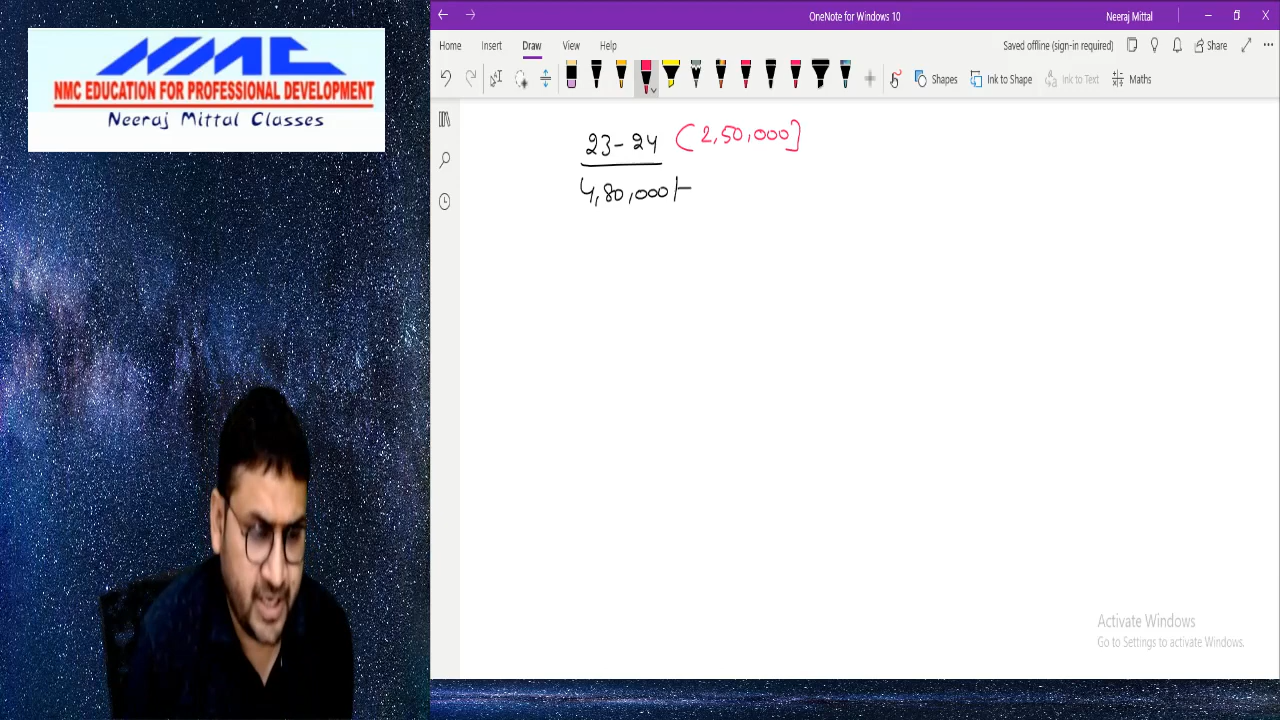 NMC
NMC EDUCATION FOR PROFESSIONAL DEVELOPMENT
Neeraj Mittal Classes
OneNote for Windows 10
Neeraj Mittal
Home Insert Draw View Help
Saved offline (sign-in required)
Share
Shapes Ink to Shape Ink to Text Maths
23-24 (2,50,000]
4,80,000/-
Activate Windows
Go to Settings to activate Windows.